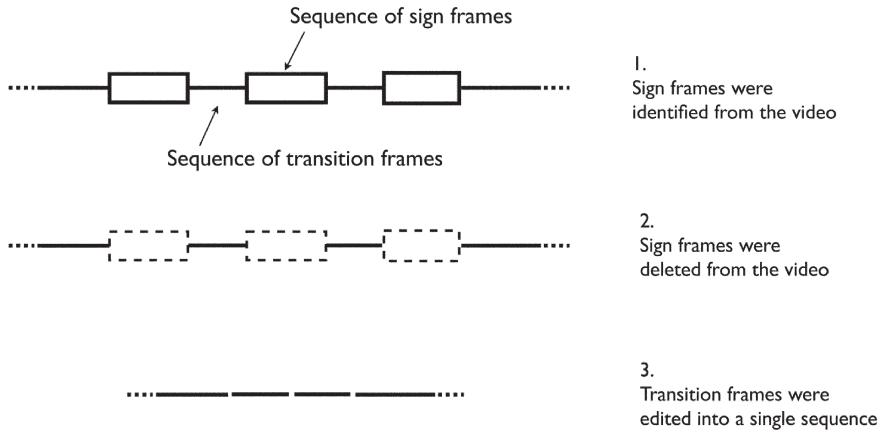 Sequence of sign frames
Sequence of transition frames
1.
Sign frames were
identified from the video
2.
Sign frames were
deleted from the video
3.
Transition frames were
edited into a single sequence